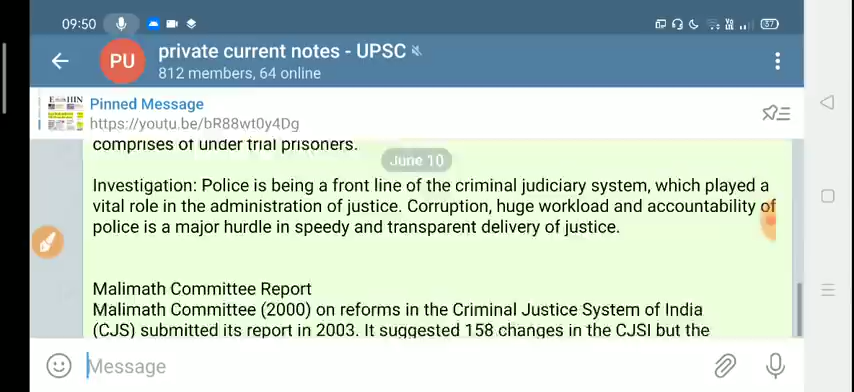 09:50
37
PU
private current notes - UPSC
812 members, 64 online
Pinned Message
https://youtu.be/bR88wt0y4Dg
comprises of under trial prisoners.
June 10
Investigation: Police is being a front line of the criminal judiciary system, which played a
vital role in the administration of justice. Corruption, huge workload and accountability of
police is a major hurdle in speedy and transparent delivery of justice.
Malimath Committee Report
Malimath Committee (2000) on reforms in the Criminal Justice System of India
(CJS) submitted its report in 2003. It suggested 158 changes in the CJSI but the
Message